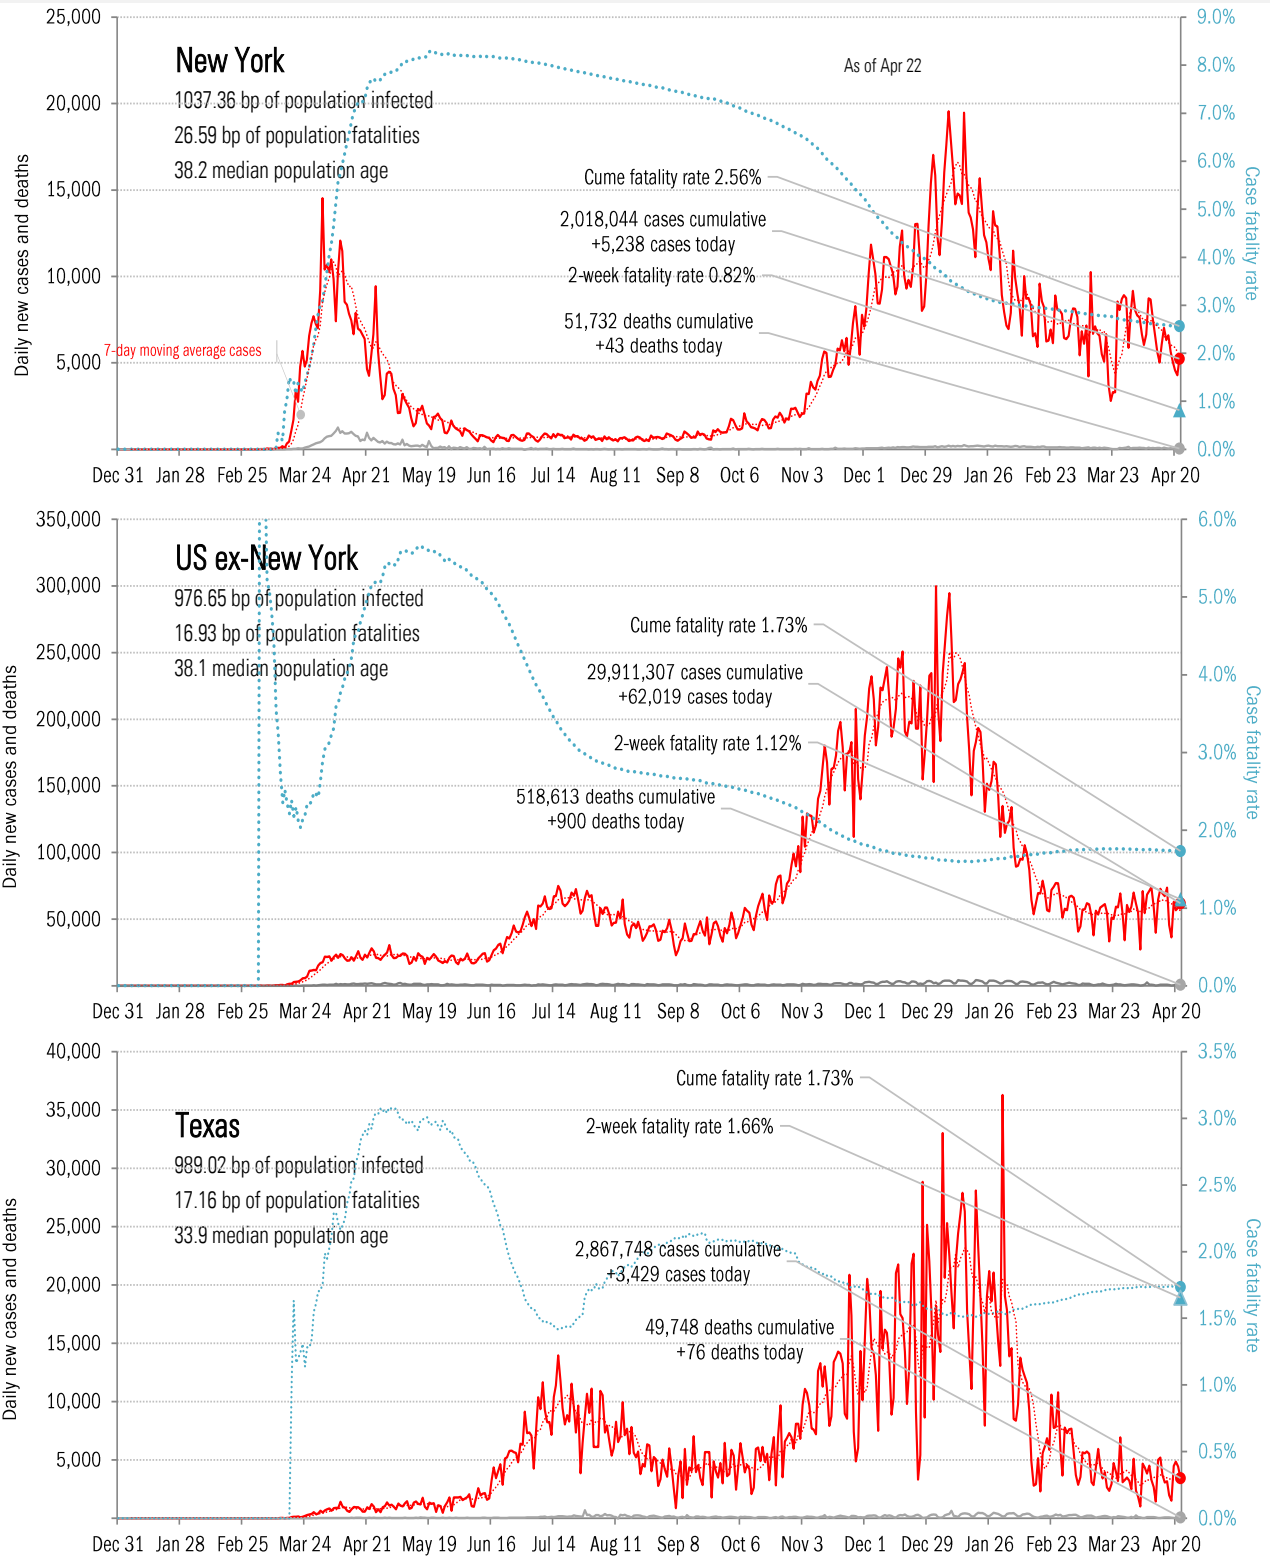 25,000
20,000
15,000
10,000
5,000
Daily new cases and deaths
New York
1037.36 bp of population infected
26.59 bp of population fatalities
38.2 median population age
As of Apr 22
Cume fatality rate 2.56%
2,018,044 cases cumulative
+5,238 cases today
2-week fatality rate 0.82%
51,732 deaths cumulative
+43 deaths today
7-day moving average cases
9.0%
8.0%
7.0%
6.0%
5.0%
4.0%
3.0%
2.0%
1.0%
0.0%
Case fatality rate
Dec 31 Jan 28 Feb 25 Mar 24 Apr 21 May 19 Jun 16 Jul 14 Aug 11 Sep 8 Oct 6 Nov 3 Dec 1 Dec 29 Jan 26 Feb 23 Mar 23 Apr 20
350,000
300,000
250,000
200,000
150,000
100,000
50,000
Daily new cases and deaths
US ex-New York
976.65 bp of population infected
16.93 bp of population fatalities
38.1 median population age
Cume fatality rate 1.73%
29,911,307 cases cumulative
+62,019 cases today
2-week fatality rate 1.12%
518,613 deaths cumulative
+900 deaths today
6.0%
5.0%
4.0%
3.0%
2.0%
1.0%
0.0%
Case fatality rate
Dec 31 Jan 28 Feb 25 Mar 24 Apr 21 May 19 Jun 16 Jul 14 Aug 11 Sep 8 Oct 6 Nov 3 Dec 1 Dec 29 Jan 26 Feb 23 Mar 23 Apr 20
40,000
35,000
30,000
25,000
20,000
15,000
10,000
5,000
Daily new cases and deaths
Texas
989.02 bp of population infected
17.16 bp of population fatalities
33.9 median population age
Cume fatality rate 1.73%
2-week fatality rate 1.66%
2,867,748 cases cumulative
+3,429 cases today
49,748 deaths cumulative
+76 deaths today
3.5%
3.0%
2.5%
2.0%
1.5%
1.0%
0.5%
0.0%
Case fatality rate
Dec 31 Jan 28 Feb 25 Mar 24 Apr 21 May 19 Jun 16 Jul 14 Aug 11 Sep 8 Oct 6 Nov 3 Dec 1 Dec 29 Jan 26 Feb 23 Mar 23 Apr 20